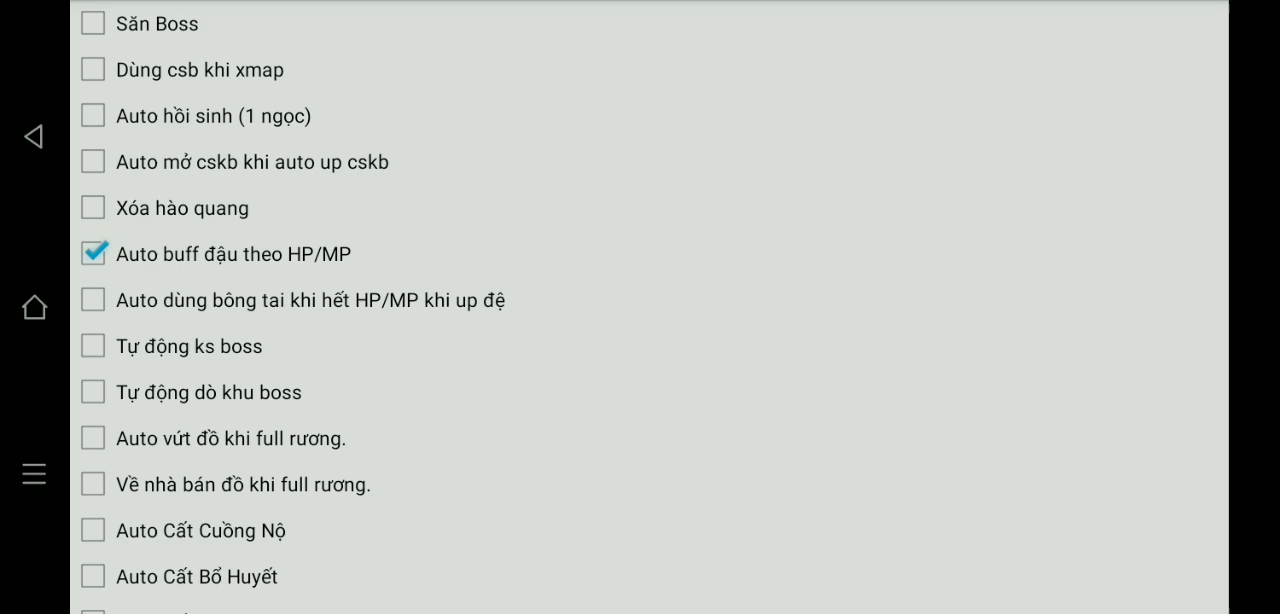 Săn Boss
Dùng csb khi xmap
Auto hồi sinh (1 ngọc)
Auto mở cskb khi auto up cskb
Xóa hào quang
Auto buff đậu theo HP/MP
Auto dùng bông tai khi hết HP/MP khi up đệ
Tự động ks boss
Tự động dò khu boss
Auto vứt đồ khi full rương.
Về nhà bán đồ khi full rương.
Auto Cất Cuồng Nộ
Auto Cất Bổ Huyết